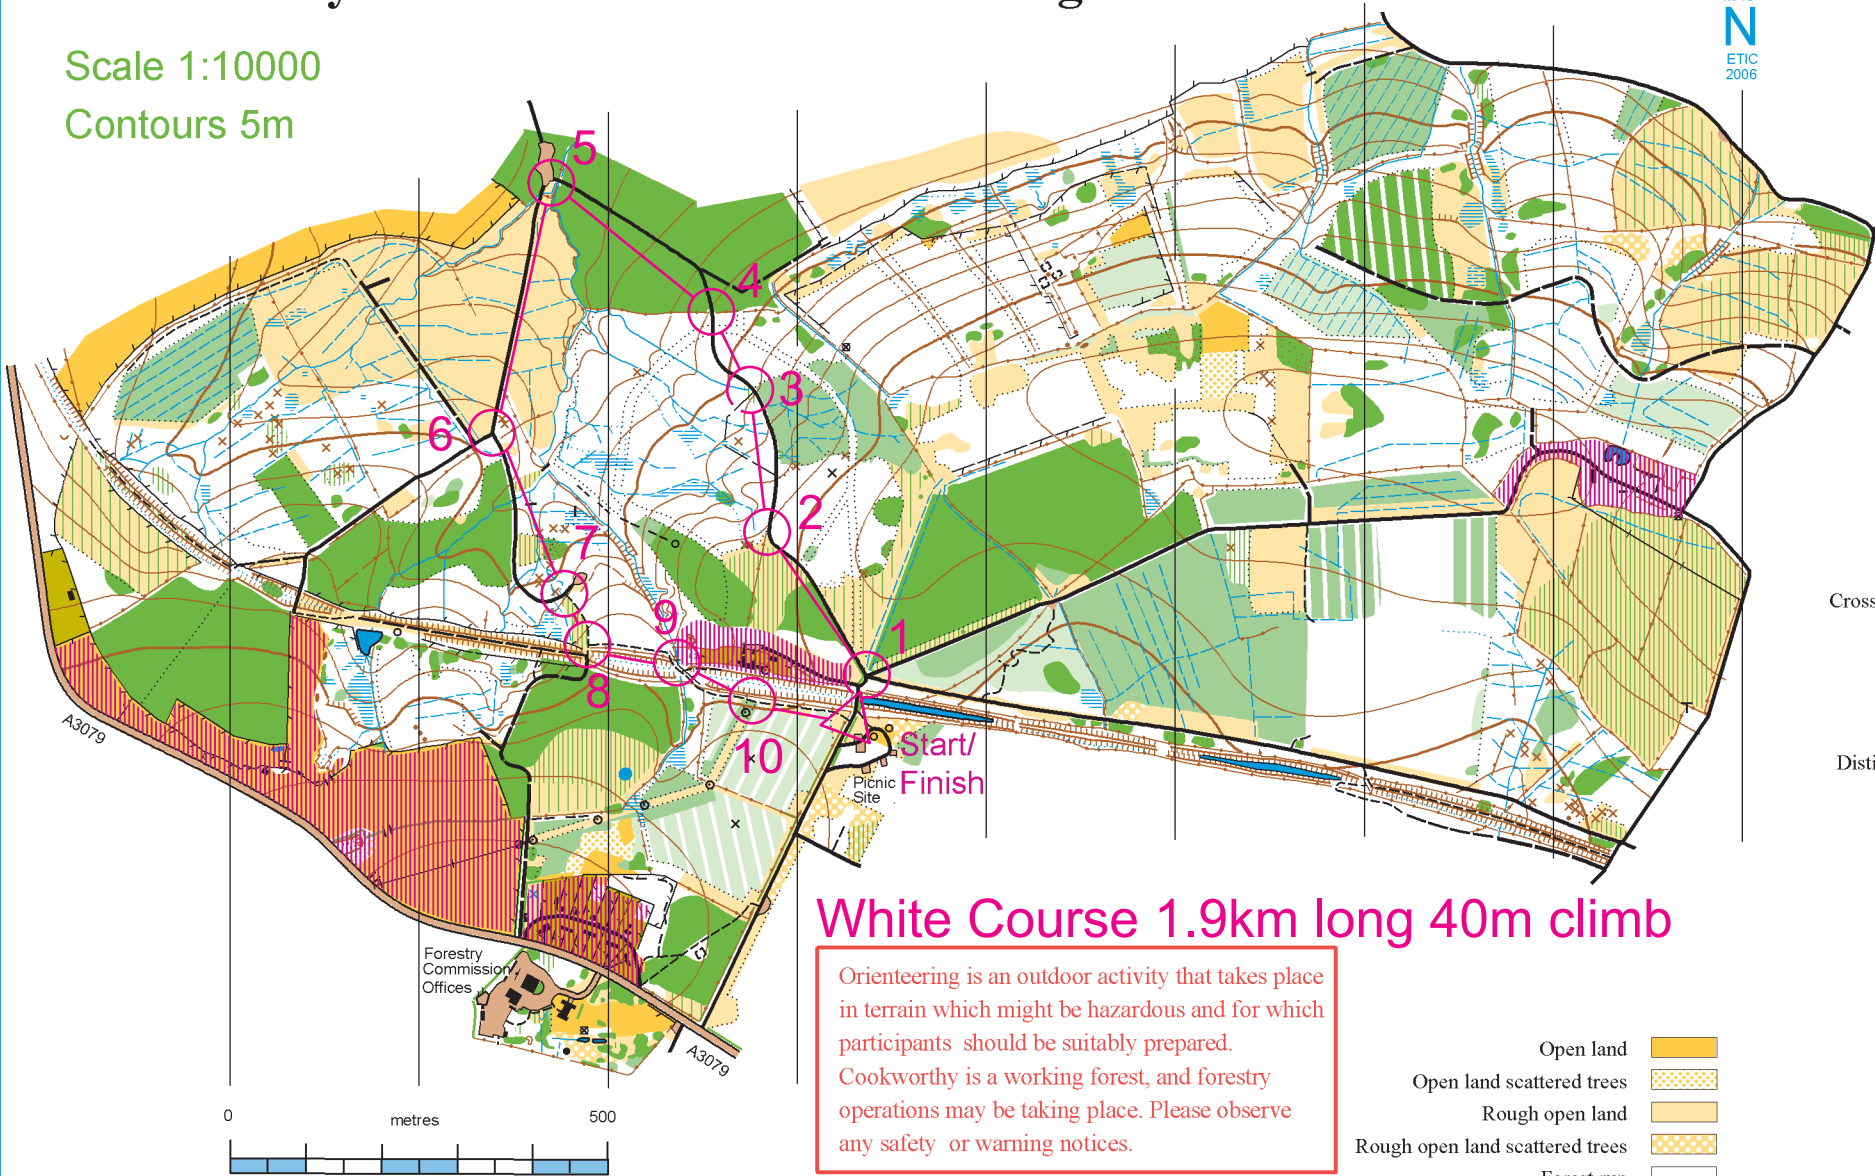 N
ETIC
2006
Scale 1:10000
Contours 5m
5
4
3
6
2
7
9
1
8
10
Start/
Finish
Picnic
Site
A3079
Cross
Disti
White Course 1.9km long 40m climb
Forestry
Commission
Offices
A3079
Orienteering is an outdoor activity that takes place
in terrain which might be hazardous and for which
participants should be suitably prepared.
Cookworthy is a working forest, and forestry
operations may be taking place. Please observe
any safety or warning notices.
Open land
Open land scattered trees
Rough open land
Rough open land scattered trees
0 metres 500